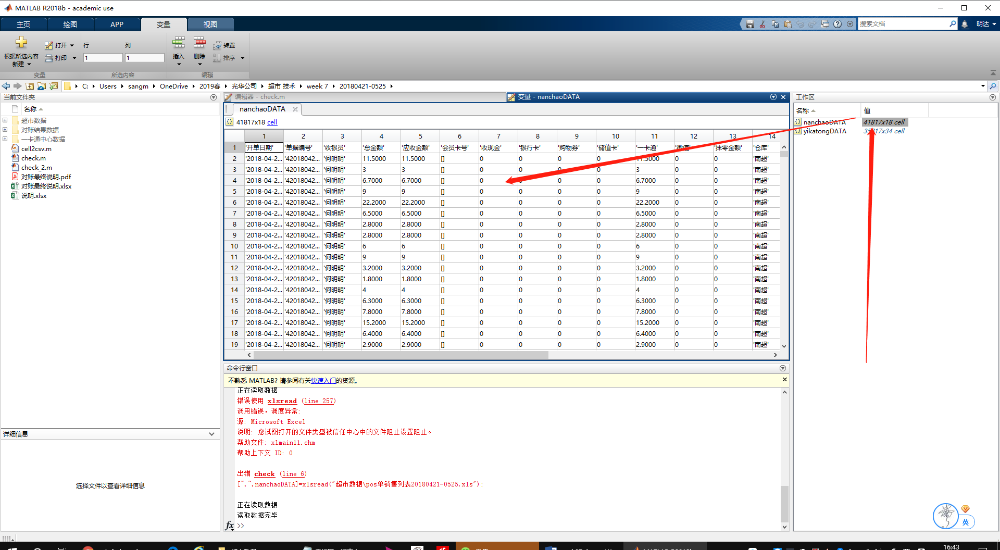 MATLAB R2018b - academic use
主页 绘图 APP 变量 视图
搜索文档 明达
根据所选内容
新建
打开
打印
行 列
1 1
插入 删除 转置
排序
变量 所选内容 编辑
C: Users sangm OneDrive 2019春 光华公司 超市 技术 week 7 20180421-0525
当前文件夹
名称
超市数据
对账结果数据
一卡通中心数据
cell2csv.m
check.m
check_2.m
对账最终说明.pdf
对账最终说明.xlsx
说明.xlsx
详细信息
选择文件以查看详细信息
编辑器 - check.m 变量 - nanchaoDATA
nanchaoDATA
41817x18 cell
1 2 3 4 5 6 7 8 9 10 11 12 13 14
1 '开单日期' '单据编号' '收银员' '总金额' '应收金额' '会员卡号' '收现金' '银行卡' '购物券' '储值卡' '一卡通' '微信' '抹零金额' '仓库'
2 '2018-04-2... '42018042... '何明明' 11.5000 11.5000 [] 0 0 0 0 11.5000 0 0 '南超'
3 '2018-04-2... '42018042... '何明明' 3 3 [] 0 0 0 0 3 0 0 '南超'
4 '2018-04-2... '42018042... '何明明' 6.7000 6.7000 [] 0 0 0 0 6.7000 0 0 '南超'
5 '2018-04-2... '42018042... '何明明' 9 9 [] 0 0 0 0 9 0 0 '南超'
6 '2018-04-2... '42018042... '何明明' 22.2000 22.2000 [] 0 0 0 0 22.2000 0 0 '南超'
7 '2018-04-2... '42018042... '何明明' 6.5000 6.5000 [] 0 0 0 0 6.5000 0 0 '南超'
8 '2018-04-2... '42018042... '何明明' 2.8000 2.8000 [] 0 0 0 0 2.8000 0 0 '南超'
9 '2018-04-2... '42018042... '何明明' 2.8000 2.8000 [] 0 0 0 0 2.8000 0 0 '南超'
10 '2018-04-2... '42018042... '何明明' 6 6 [] 0 0 0 0 6 0 0 '南超'
11 '2018-04-2... '42018042... '何明明' 9 9 [] 0 0 0 0 9 0 0 '南超'
12 '2018-04-2... '42018042... '何明明' 3.2000 3.2000 [] 0 0 0 0 3.2000 0 0 '南超'
13 '2018-04-2... '42018042... '何明明' 1.8000 1.8000 [] 0 0 0 0 1.8000 0 0 '南超'
14 '2018-04-2... '42018042... '何明明' 4 4 [] 0 0 0 0 4 0 0 '南超'
15 '2018-04-2... '42018042... '何明明' 6.3000 6.3000 [] 0 0 0 0 6.3000 0 0 '南超'
16 '2018-04-2... '42018042... '何明明' 7.8000 7.8000 [] 0 0 0 0 7.8000 0 0 '南超'
17 '2018-04-2... '42018042... '何明明' 15.2000 15.2000 [] 0 0 0 0 15.2000 0 0 '南超'
18 '2018-04-2... '42018042... '何明明' 6.4000 6.4000 [] 0 0 0 0 6.4000 0 0 '南超'
19 '2018-04-2... '42018042... '何明明' 2.9000 2.9000 [] 0 0 0 0 2.9000 0 0 '南超'
命令行窗口
不熟悉 MATLAB? 请参阅有关快速入门的资源。
正在读取数据
错误使用 xlsread (line 257)
调用错误，调度异常:
源: Microsoft Excel
说明: 您试图打开的文件类型被信任中心中的文件阻止设置阻止。
帮助文件: xlmain11.chm
帮助上下文 ID: 0
出错 check (line 6)
[~,~,nanchaoDATA]=xlsread("超市数据\pos单销售列表20180421-0525.xls");
正在读取数据
读取数据完毕
fx >>
工作区
名称 值
nanchaoDATA 41817x18 cell
yikatongDATA x34 cell
英
16:43